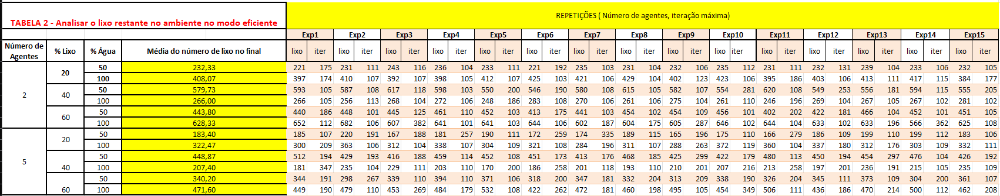 REPETIÇÕES ( Número de agentes, iteração máxima)
TABELA 2 - Analisar o lixo restante no ambiente no modo eficiente
Exp1 Exp2 Exp3 Exp4 Exp5 Exp6 Exp7 Exp8 Exp9 Exp10 Exp11 Exp12 Exp13 Exp14 Exp15
Número de Agentes % Lixo % Água Média do número de lixo no final lixo iter lixo iter lixo iter lixo iter lixo iter lixo iter lixo iter lixo iter lixo iter lixo iter lixo iter lixo iter lixo iter lixo iter lixo iter
2 20 50 232,33 221 175 231 111 243 116 236 104 233 111 221 192 235 103 231 104 232 106 235 112 231 111 232 131 239 104 233 106 232 105
100 408,07 397 174 410 107 392 107 398 105 412 107 425 103 421 106 429 104 402 123 423 106 395 186 403 106 413 111 417 115 384 177
40 50 579,73 593 105 587 108 617 118 598 103 550 200 546 190 580 108 615 105 582 107 554 281 620 108 549 253 556 181 594 115 555 205
100 266,00 266 105 256 113 268 104 272 106 248 186 283 108 270 106 261 106 275 104 261 110 246 196 269 104 267 105 267 102 281 102
60 50 443,80 440 186 448 101 445 125 461 110 452 103 413 175 441 103 454 102 454 109 456 101 402 202 422 181 466 104 452 101 451 105
100 628,33 652 112 682 106 607 382 641 101 641 103 644 106 602 187 604 175 605 287 646 102 644 104 633 102 633 196 566 362 625 108
5 20 50 183,40 185 107 220 191 167 188 181 257 190 111 172 259 174 335 189 115 165 196 175 110 166 279 186 109 199 110 199 112 183 106
100 322,47 300 209 363 106 312 104 338 107 304 109 321 108 284 196 311 107 288 263 372 119 360 104 337 180 312 176 303 109 332 111
40 50 448,87 512 194 429 193 416 188 459 114 452 108 451 173 413 176 468 185 425 299 422 179 480 113 450 194 454 297 476 104 426 192
100 207,40 181 347 235 104 229 111 203 110 170 200 186 258 201 118 193 110 210 201 207 216 213 258 197 201 236 191 215 105 235 109
60 50 340,20 344 191 298 267 339 110 394 110 371 106 318 200 347 181 332 204 313 209 338 190 326 204 345 111 373 109 304 200 361 107
100 471,60 449 190 479 110 453 269 484 179 532 108 422 262 472 181 460 198 495 105 454 349 506 111 436 186 470 214 500 112 462 208